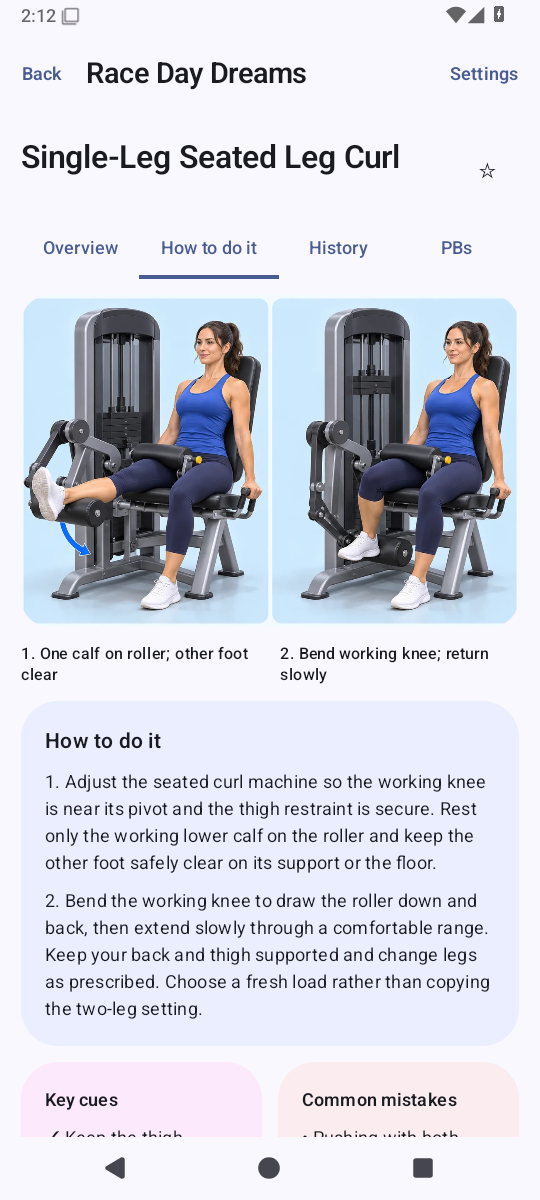 2:12
Back Race Day Dreams Settings
Single-Leg Seated Leg Curl
Overview How to do it History PBs
1. One calf on roller; other foot
clear
2. Bend working knee; return
slowly
How to do it
1. Adjust the seated curl machine so the working knee
is near its pivot and the thigh restraint is secure. Rest
only the working lower calf on the roller and keep the
other foot safely clear on its support or the floor.
2. Bend the working knee to draw the roller down and
back, then extend slowly through a comfortable range.
Keep your back and thigh supported and change legs
as prescribed. Choose a fresh load rather than copying
the two-leg setting.
Key cues
✓ Keep the thigh
Common mistakes
• Pushing with both